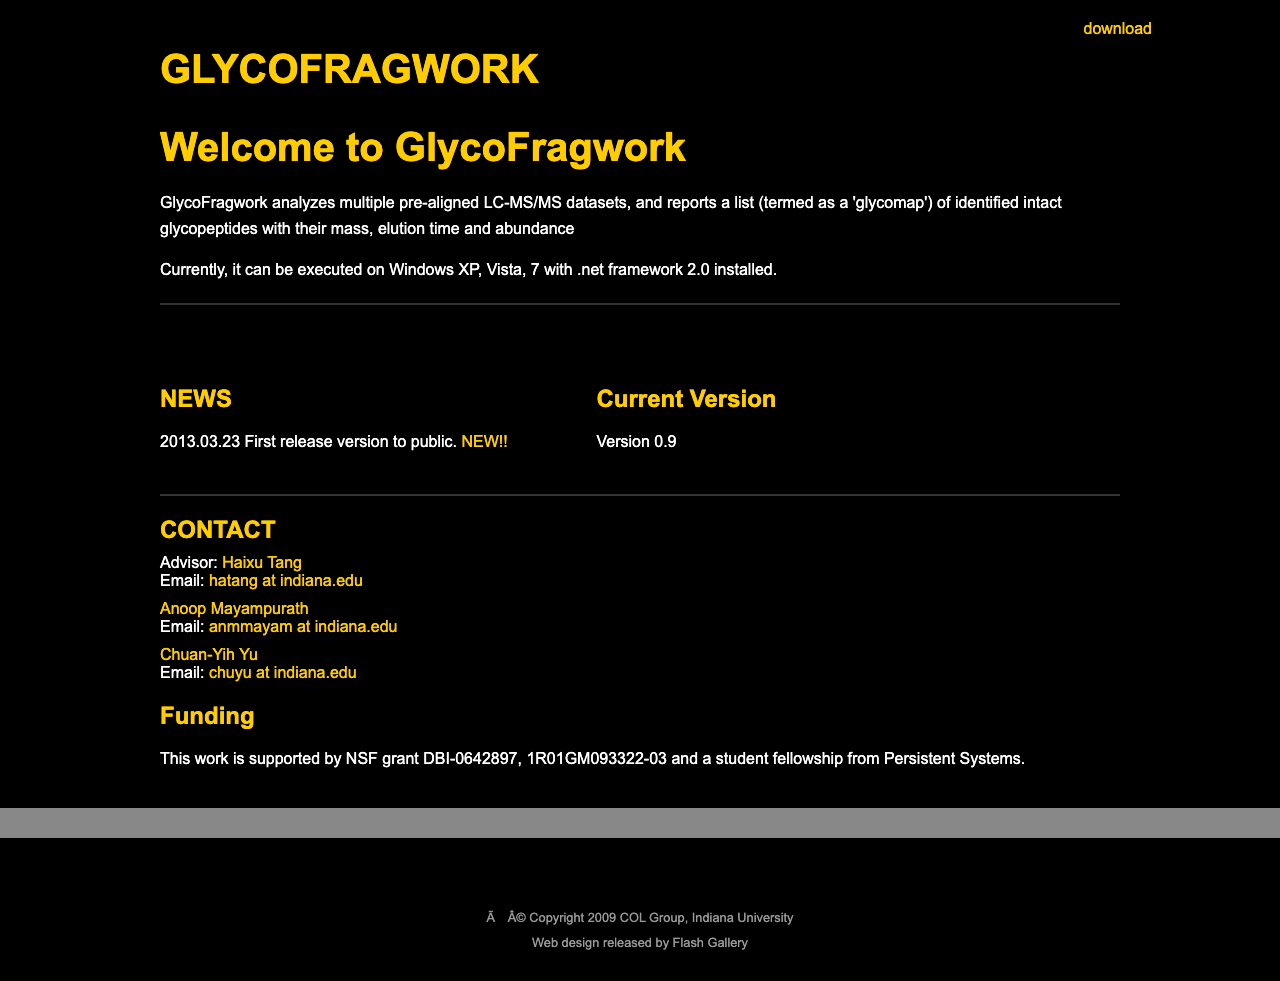 download
GLYCOFRAGWORK
Welcome to GlycoFragwork
GlycoFragwork analyzes multiple pre-aligned LC-MS/MS datasets, and reports a list (termed as a 'glycomap') of identified intact
glycopeptides with their mass, elution time and abundance
Currently, it can be executed on Windows XP, Vista, 7 with .net framework 2.0 installed.
NEWS
2013.03.23 First release version to public. NEW!!
Current Version
Version 0.9
CONTACT
Advisor: Haixu Tang
Email: hatang at indiana.edu
Anoop Mayampurath
Email: anmmayam at indiana.edu
Chuan-Yih Yu
Email: chuyu at indiana.edu
Funding
This work is supported by NSF grant DBI-0642897, 1R01GM093322-03 and a student fellowship from Persistent Systems.
Ã Â© Copyright 2009 COL Group, Indiana University
Web design released by Flash Gallery